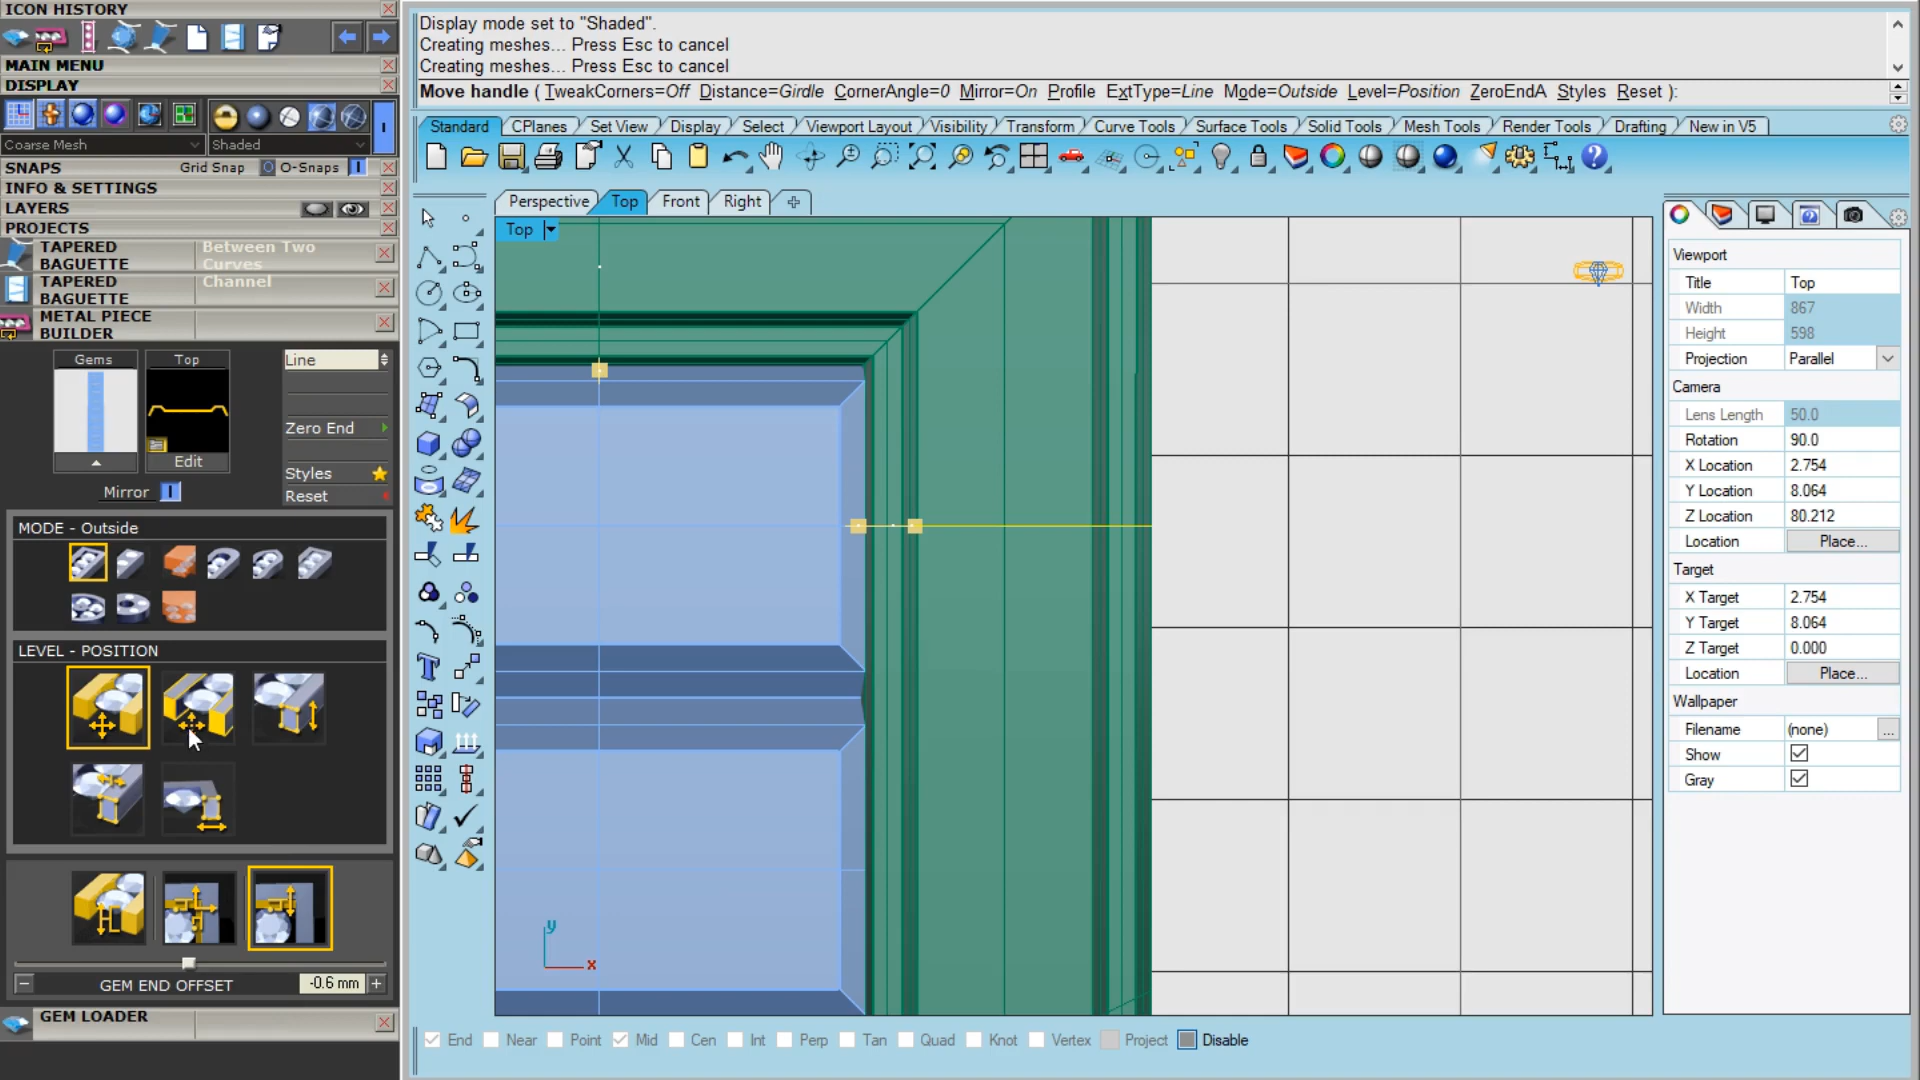 ICON HISTORY
MAIN MENU
DISPLAY
Coarse Mesh
Shaded
SNAPS Grid Snap O-Snaps
INFO & SETTINGS
LAYERS
PROJECTS
TAPERED BAGUETTE
Between Two Curves
TAPERED BAGUETTE
Channel
METAL PIECE BUILDER
Gems
Top
Edit
Line
Zero End
Styles
Reset
Mirror
MODE - Outside
LEVEL - POSITION
GEM END OFFSET
-0.6 mm
GEM LOADER
Display mode set to "Shaded".
Creating meshes... Press Esc to cancel
Creating meshes... Press Esc to cancel
Move handle ( TweakCorners=Off Distance=Girdle CornerAngle=0 Mirror=On Profile ExtType=Line Mode=Outside Level=Position ZeroEndA Styles Reset ):
Standard CPlanes Set View Display Select Viewport Layout Visibility Transform Curve Tools Surface Tools Solid Tools Mesh Tools Render Tools Drafting New in V5
Perspective Top Front Right
Top
y
x
End Near Point Mid Cen Int Perp Tan Quad Knot Vertex Project Disable
Viewport
Title Top
Width 867
Height 598
Projection Parallel
Camera
Lens Length 50.0
Rotation 90.0
X Location 2.754
Y Location 8.064
Z Location 80.212
Location Place...
Target
X Target 2.754
Y Target 8.064
Z Target 0.000
Location Place...
Wallpaper
Filename (none) ...
Show
Gray